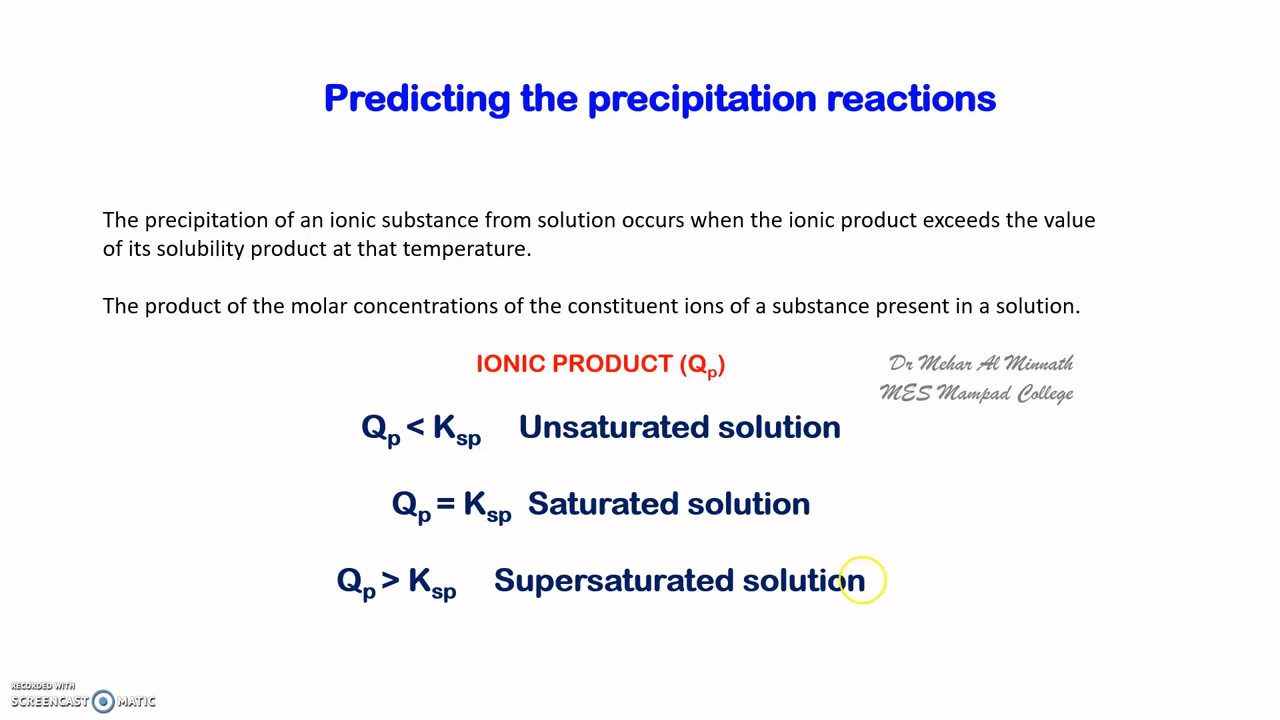 Predicting the precipitation reactions
The precipitation of an ionic substance from solution occurs when the ionic product exceeds the value
of its solubility product at that temperature.
The product of the molar concentrations of the constituent ions of a substance present in a solution.
IONIC PRODUCT (Qp)
Dr Mehar Al Minnath
MES Mampad College
Qp < Ksp Unsaturated solution
Qp = Ksp Saturated solution
Qp > Ksp Supersaturated solution
RECORDED WITH
SCREENCAST MATIC